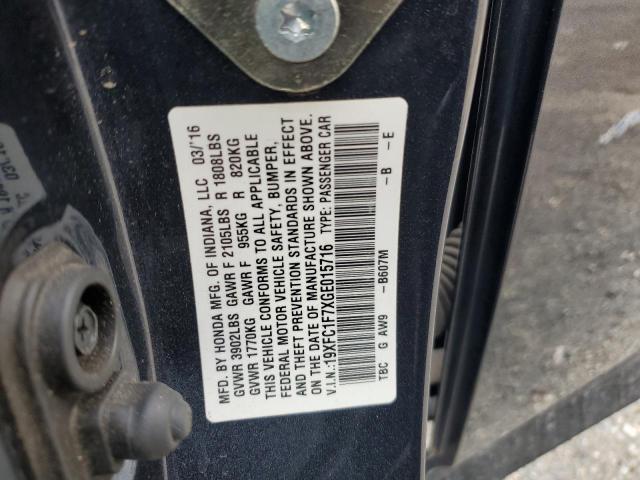 MFD. BY HONDA MFG. OF INDIANA, LLC 03/'16
GVWR 3902LBS GAWR F 2105LBS R 1808LBS
GVWR 1770KG GAWR F 955KG R 820KG
THIS VEHICLE CONFORMS TO ALL APPLICABLE
FEDERAL MOTOR VEHICLE SAFETY, BUMPER,
AND THEFT PREVENTION STANDARDS IN EFFECT
ON THE DATE OF MANUFACTURE SHOWN ABOVE.
V.I.N.:19XFC1F7XGE015716 TYPE: PASSENGER CAR
TBC G AW9 -B607M -B -E